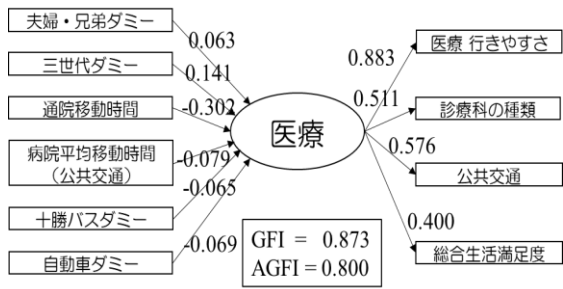 夫婦・兄弟ダミー
0.063
三世代ダミー
0.141
通院移動時間
-0.302
病院平均移動時間
（公共交通）
-0.079
十勝バスダミー
-0.065
自動車ダミー
-0.069
医療
GFI = 0.873
AGFI = 0.800
0.883
医療 行きやすさ
0.511
診療科の種類
0.576
公共交通
0.400
総合生活満足度